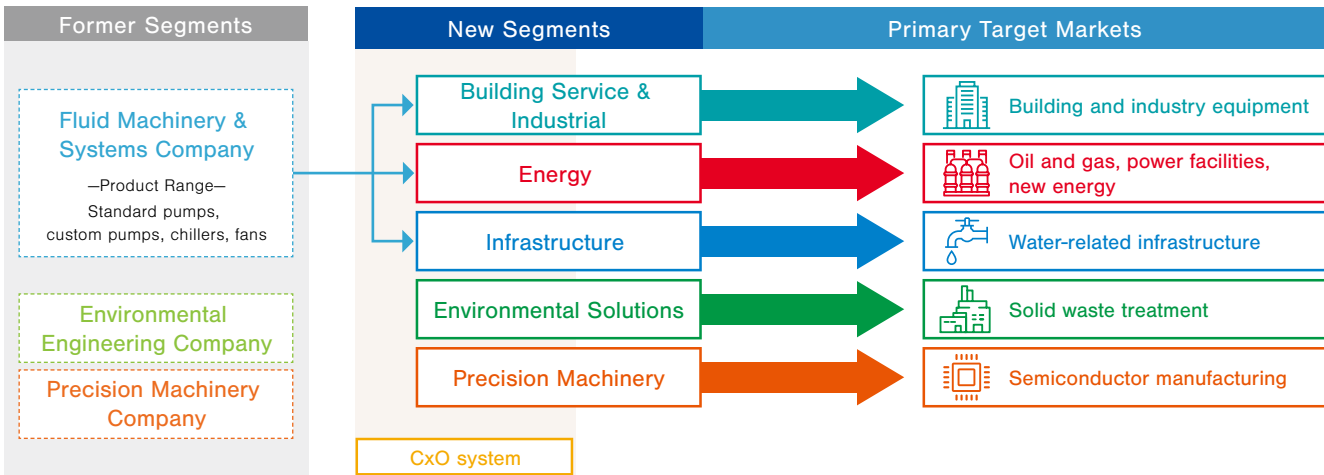 Former Segments
Fluid Machinery &
Systems Company
—Product Range—
Standard pumps,
custom pumps, chillers, fans
Environmental
Engineering Company
Precision Machinery
Company
New Segments
Primary Target Markets
Building Service &
Industrial
Building and industry equipment
Energy
Oil and gas, power facilities,
new energy
Infrastructure
Water-related infrastructure
Environmental Solutions
Solid waste treatment
Precision Machinery
Semiconductor manufacturing
CxO system